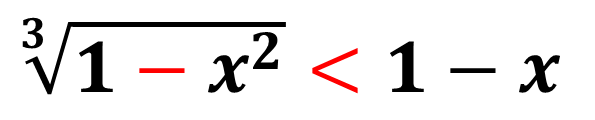 ∛(1 − x²) < 1 − x